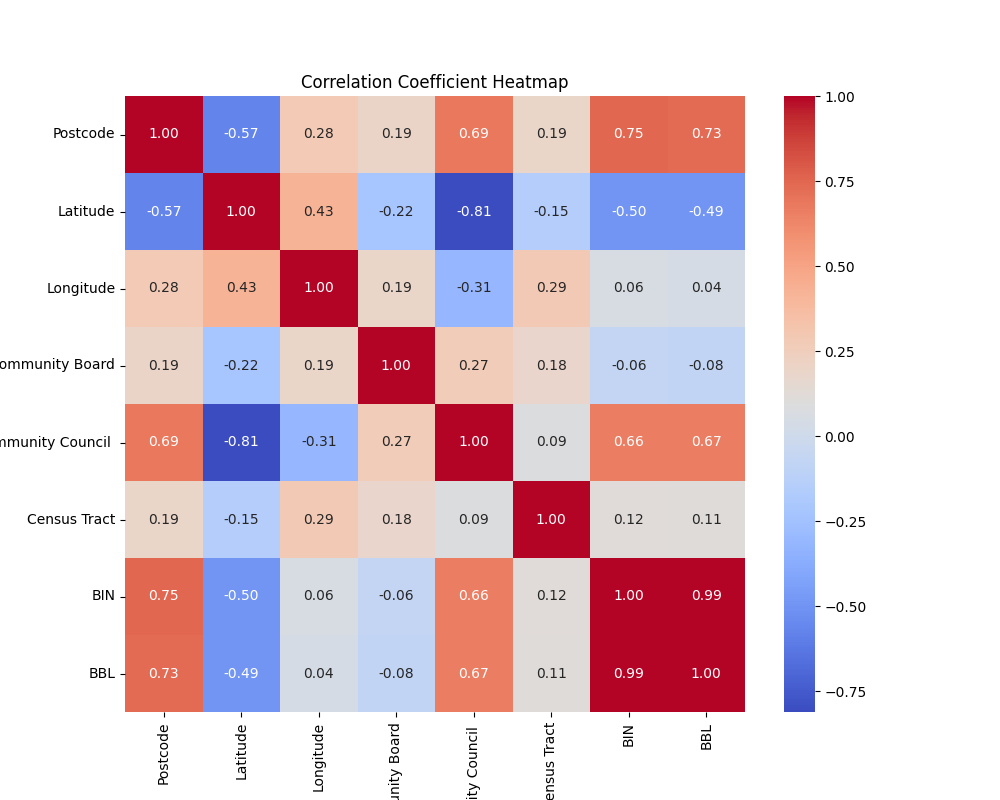 Correlation Coefficient Heatmap
Postcode 1.00 -0.57 0.28 0.19 0.69 0.19 0.75 0.73
Latitude -0.57 1.00 0.43 -0.22 -0.81 -0.15 -0.50 -0.49
Longitude 0.28 0.43 1.00 0.19 -0.31 0.29 0.06 0.04
ommunity Board 0.19 -0.22 0.19 1.00 0.27 0.18 -0.06 -0.08
mmunity Council 0.69 -0.81 -0.31 0.27 1.00 0.09 0.66 0.67
Census Tract 0.19 -0.15 0.29 0.18 0.09 1.00 0.12 0.11
BIN 0.75 -0.50 0.06 -0.06 0.66 0.12 1.00 0.99
BBL 0.73 -0.49 0.04 -0.08 0.67 0.11 0.99 1.00
Postcode
Latitude
Longitude
unity Board
ity Council
ensus Tract
BIN
BBL
1.00
0.75
0.50
0.25
0.00
−0.25
−0.50
−0.75